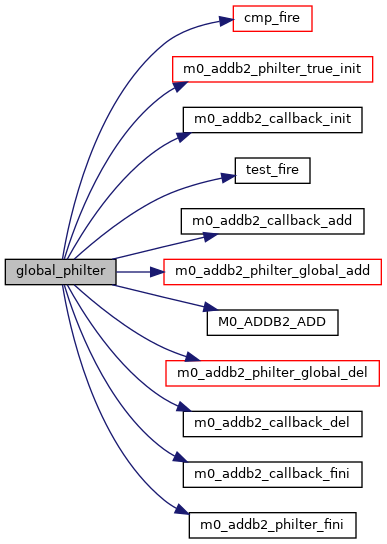 cmp_fire
m0_addb2_philter_true_init
m0_addb2_callback_init
test_fire
m0_addb2_callback_add
global_philter
m0_addb2_philter_global_add
M0_ADDB2_ADD
m0_addb2_philter_global_del
m0_addb2_callback_del
m0_addb2_callback_fini
m0_addb2_philter_fini